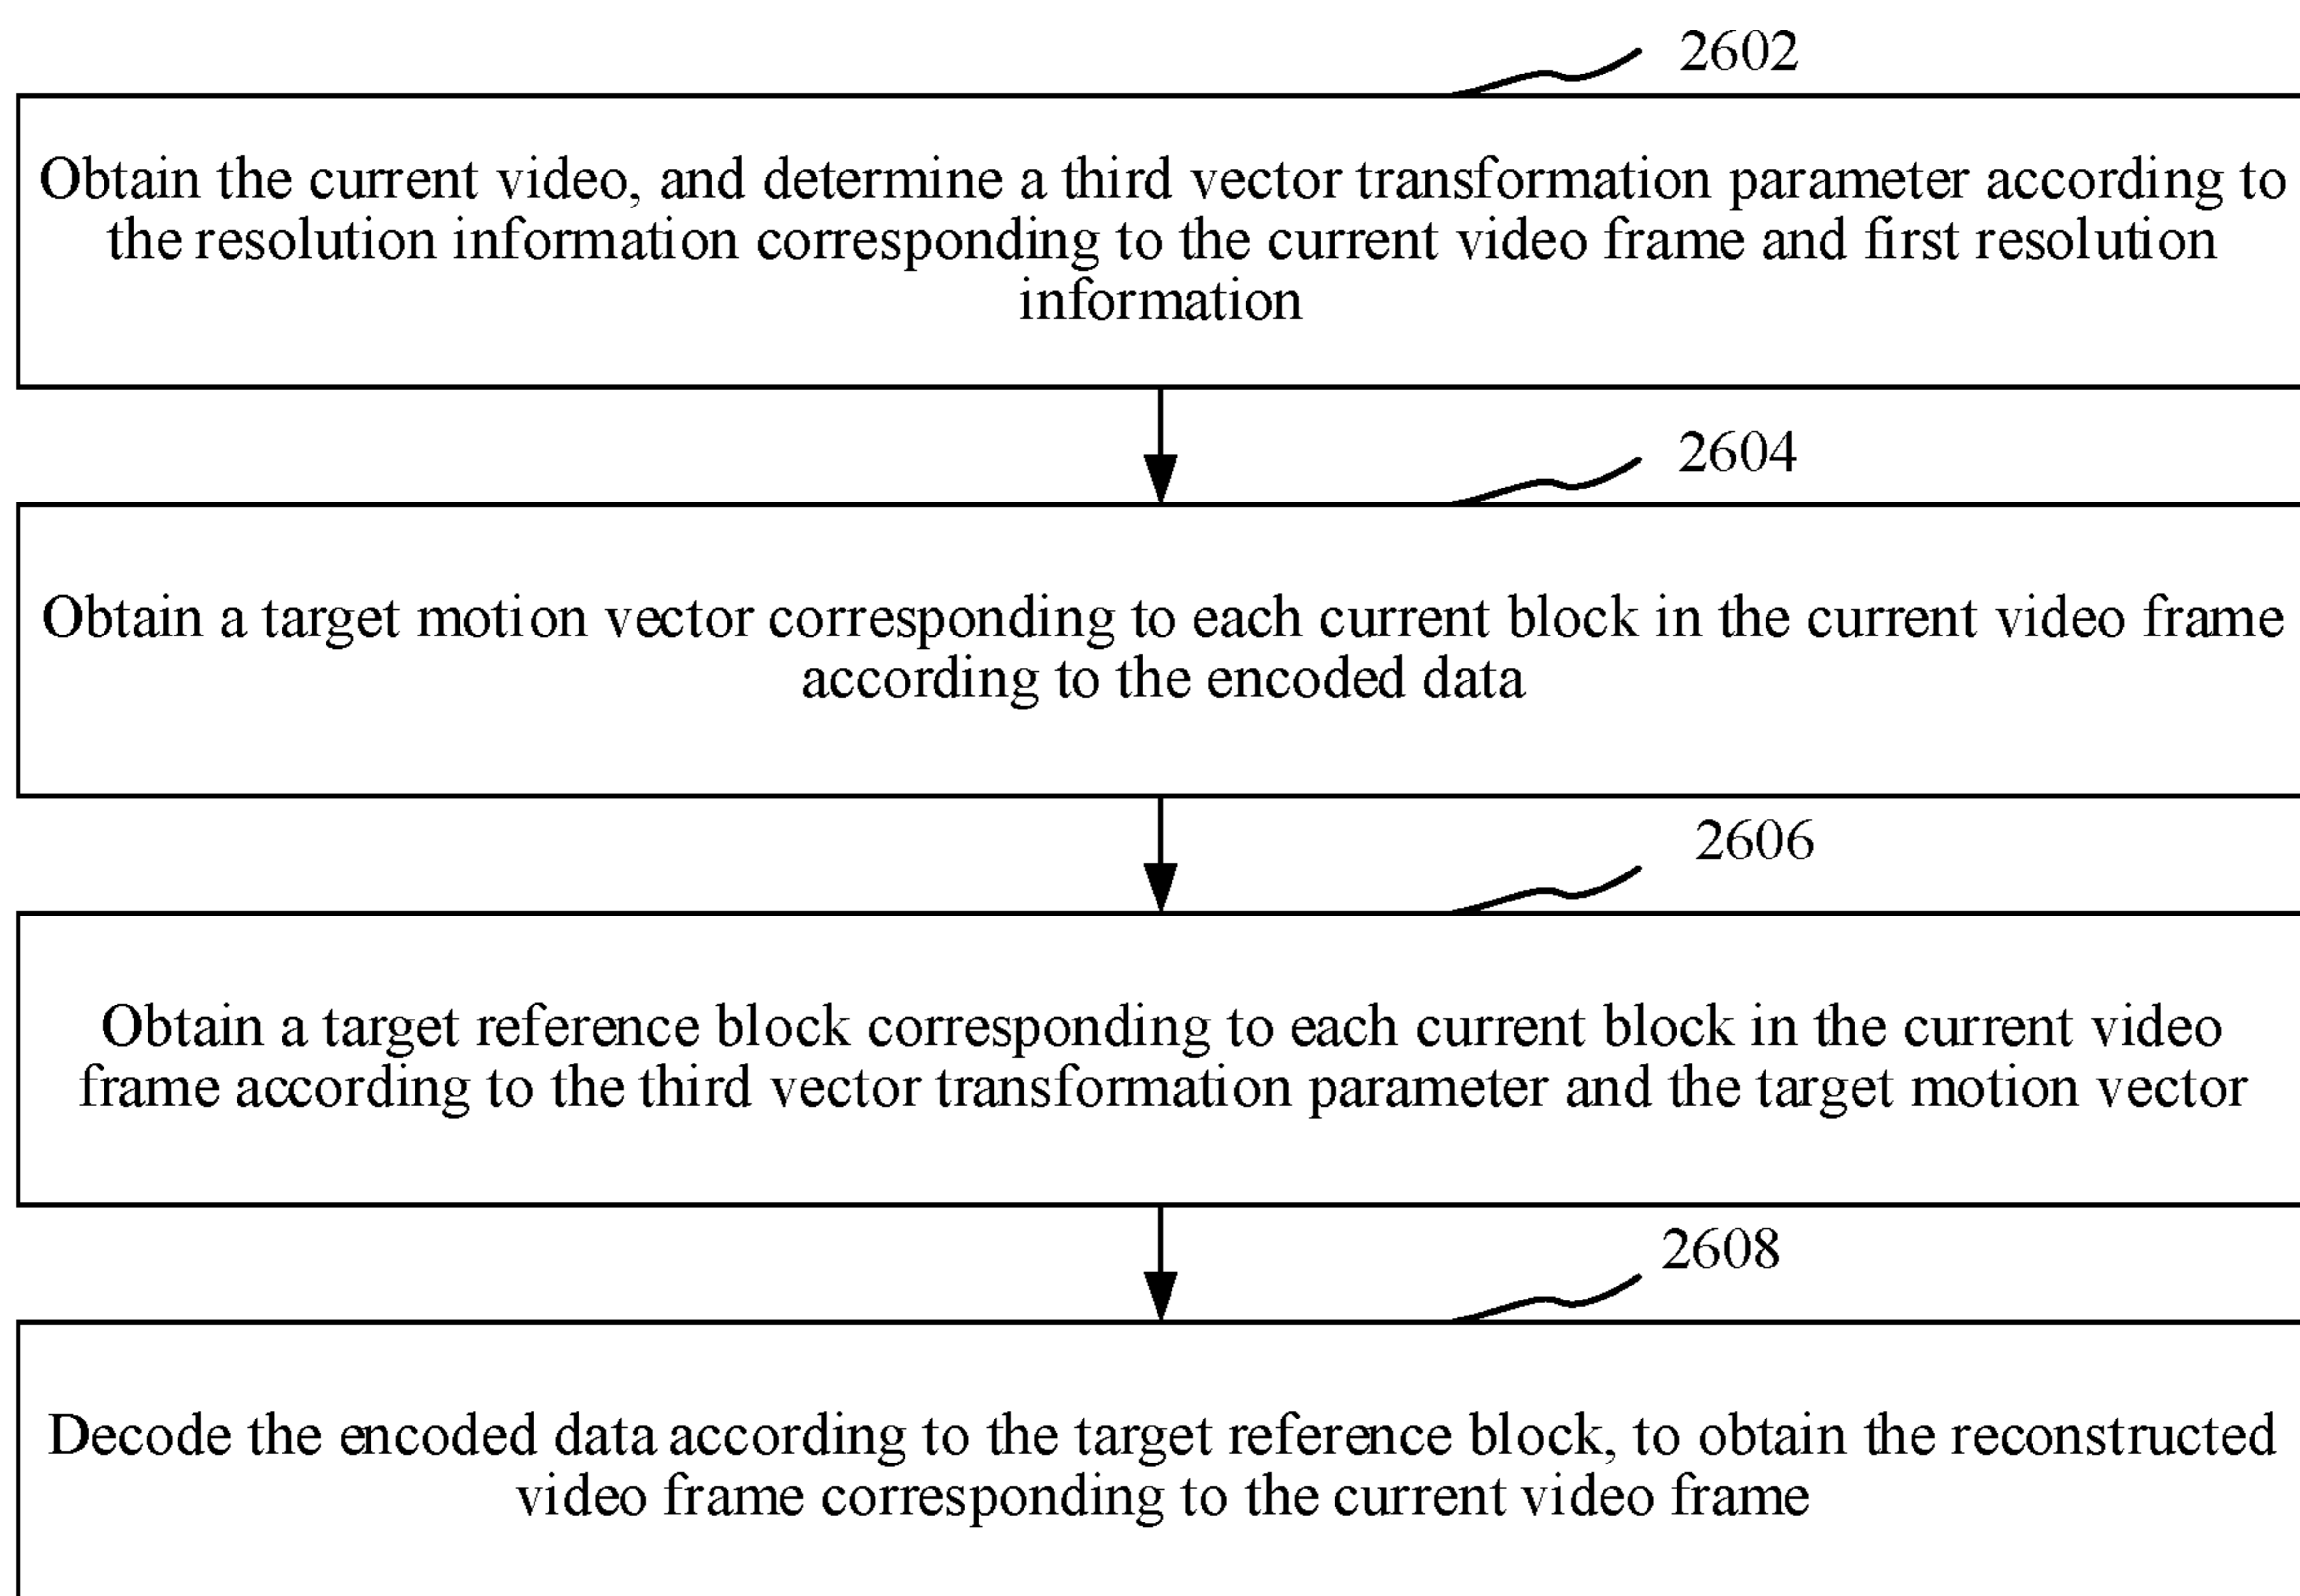 2602
Obtain the current video, and determine a third vector transformation parameter according to
the resolution information corresponding to the current video frame and first resolution
information
2604
Obtain a target motion vector corresponding to each current block in the current video frame
according to the encoded data
2606
Obtain a target reference block corresponding to each current block in the current video
frame according to the third vector transformation parameter and the target motion vector
2608
Decode the encoded data according to the target reference block, to obtain the reconstructed
video frame corresponding to the current video frame